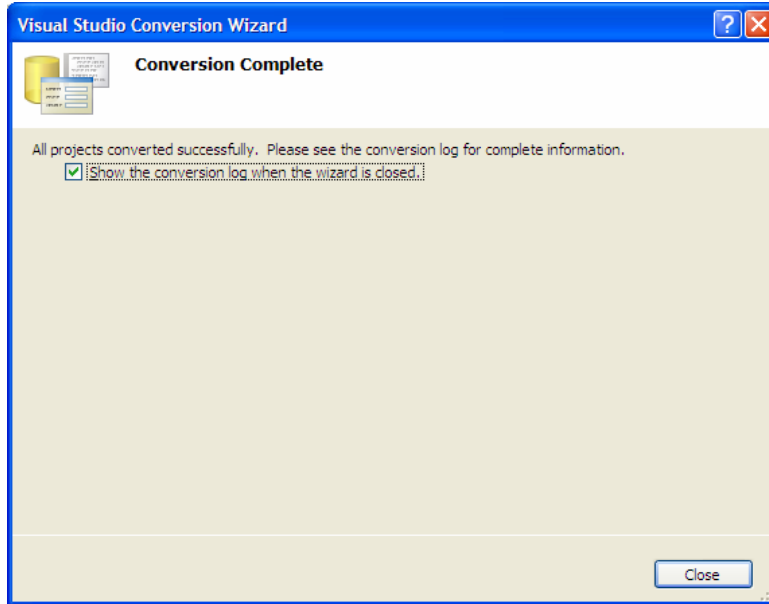 Visual Studio Conversion Wizard
Conversion Complete
All projects converted successfully. Please see the conversion log for complete information.
Show the conversion log when the wizard is closed.
Close